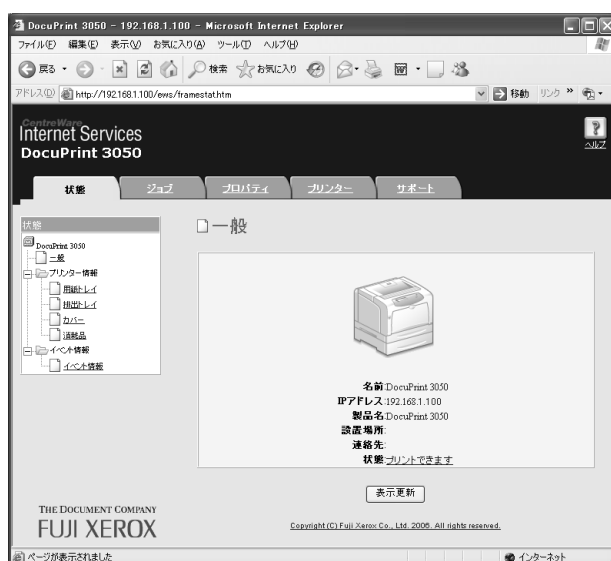 DocuPrint 3050 - 192.168.1.100 - Microsoft Internet Explorer
ファイル(F) 編集(E) 表示(V) お気に入り(A) ツール(T) ヘルプ(H)
戻る 検索 お気に入り
アドレス(D) http://192.168.1.100/ews/framestat.htm 移動 リンク »
CentreWare
Internet Services
DocuPrint 3050
ヘルプ
状態 ジョブ プロパティ プリンター サポート
状態
DocuPrint 3050
一般
プリンター情報
用紙トレイ
排出トレイ
カバー
消耗品
イベント情報
イベント情報
一般
名前:DocuPrint 3050
IPアドレス:192.168.1.100
製品名:DocuPrint 3050
設置場所:
連絡先:
状態:プリントできます
表示更新
THE DOCUMENT COMPANY
FUJI XEROX
Copyright (C) Fuji Xerox Co., Ltd. 2006. All rights reserved.
ページが表示されました インターネット